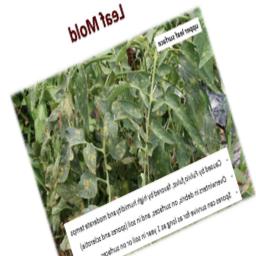 Leaf Mold
upper leaf surface
Caused by fulvia fulva, favored by high humidity and moderate temps
Overwinter in debris, on surfaces, and in soil (spores and sclerotia)
Spores can survive for as long as 1 year in soil or on surfaces